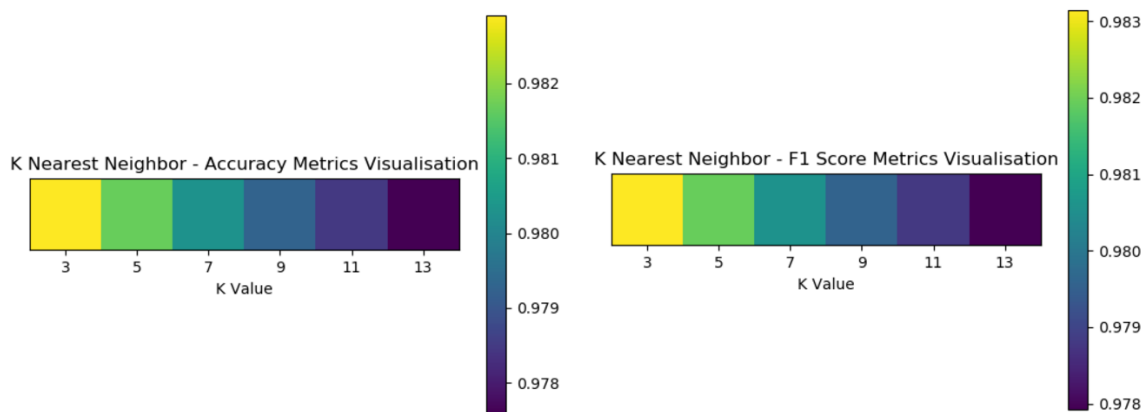 K Nearest Neighbor - Accuracy Metrics Visualisation
3 5 7 9 11 13
K Value
0.982
0.981
0.980
0.979
0.978
K Nearest Neighbor - F1 Score Metrics Visualisation
3 5 7 9 11 13
K Value
0.983
0.982
0.981
0.980
0.979
0.978